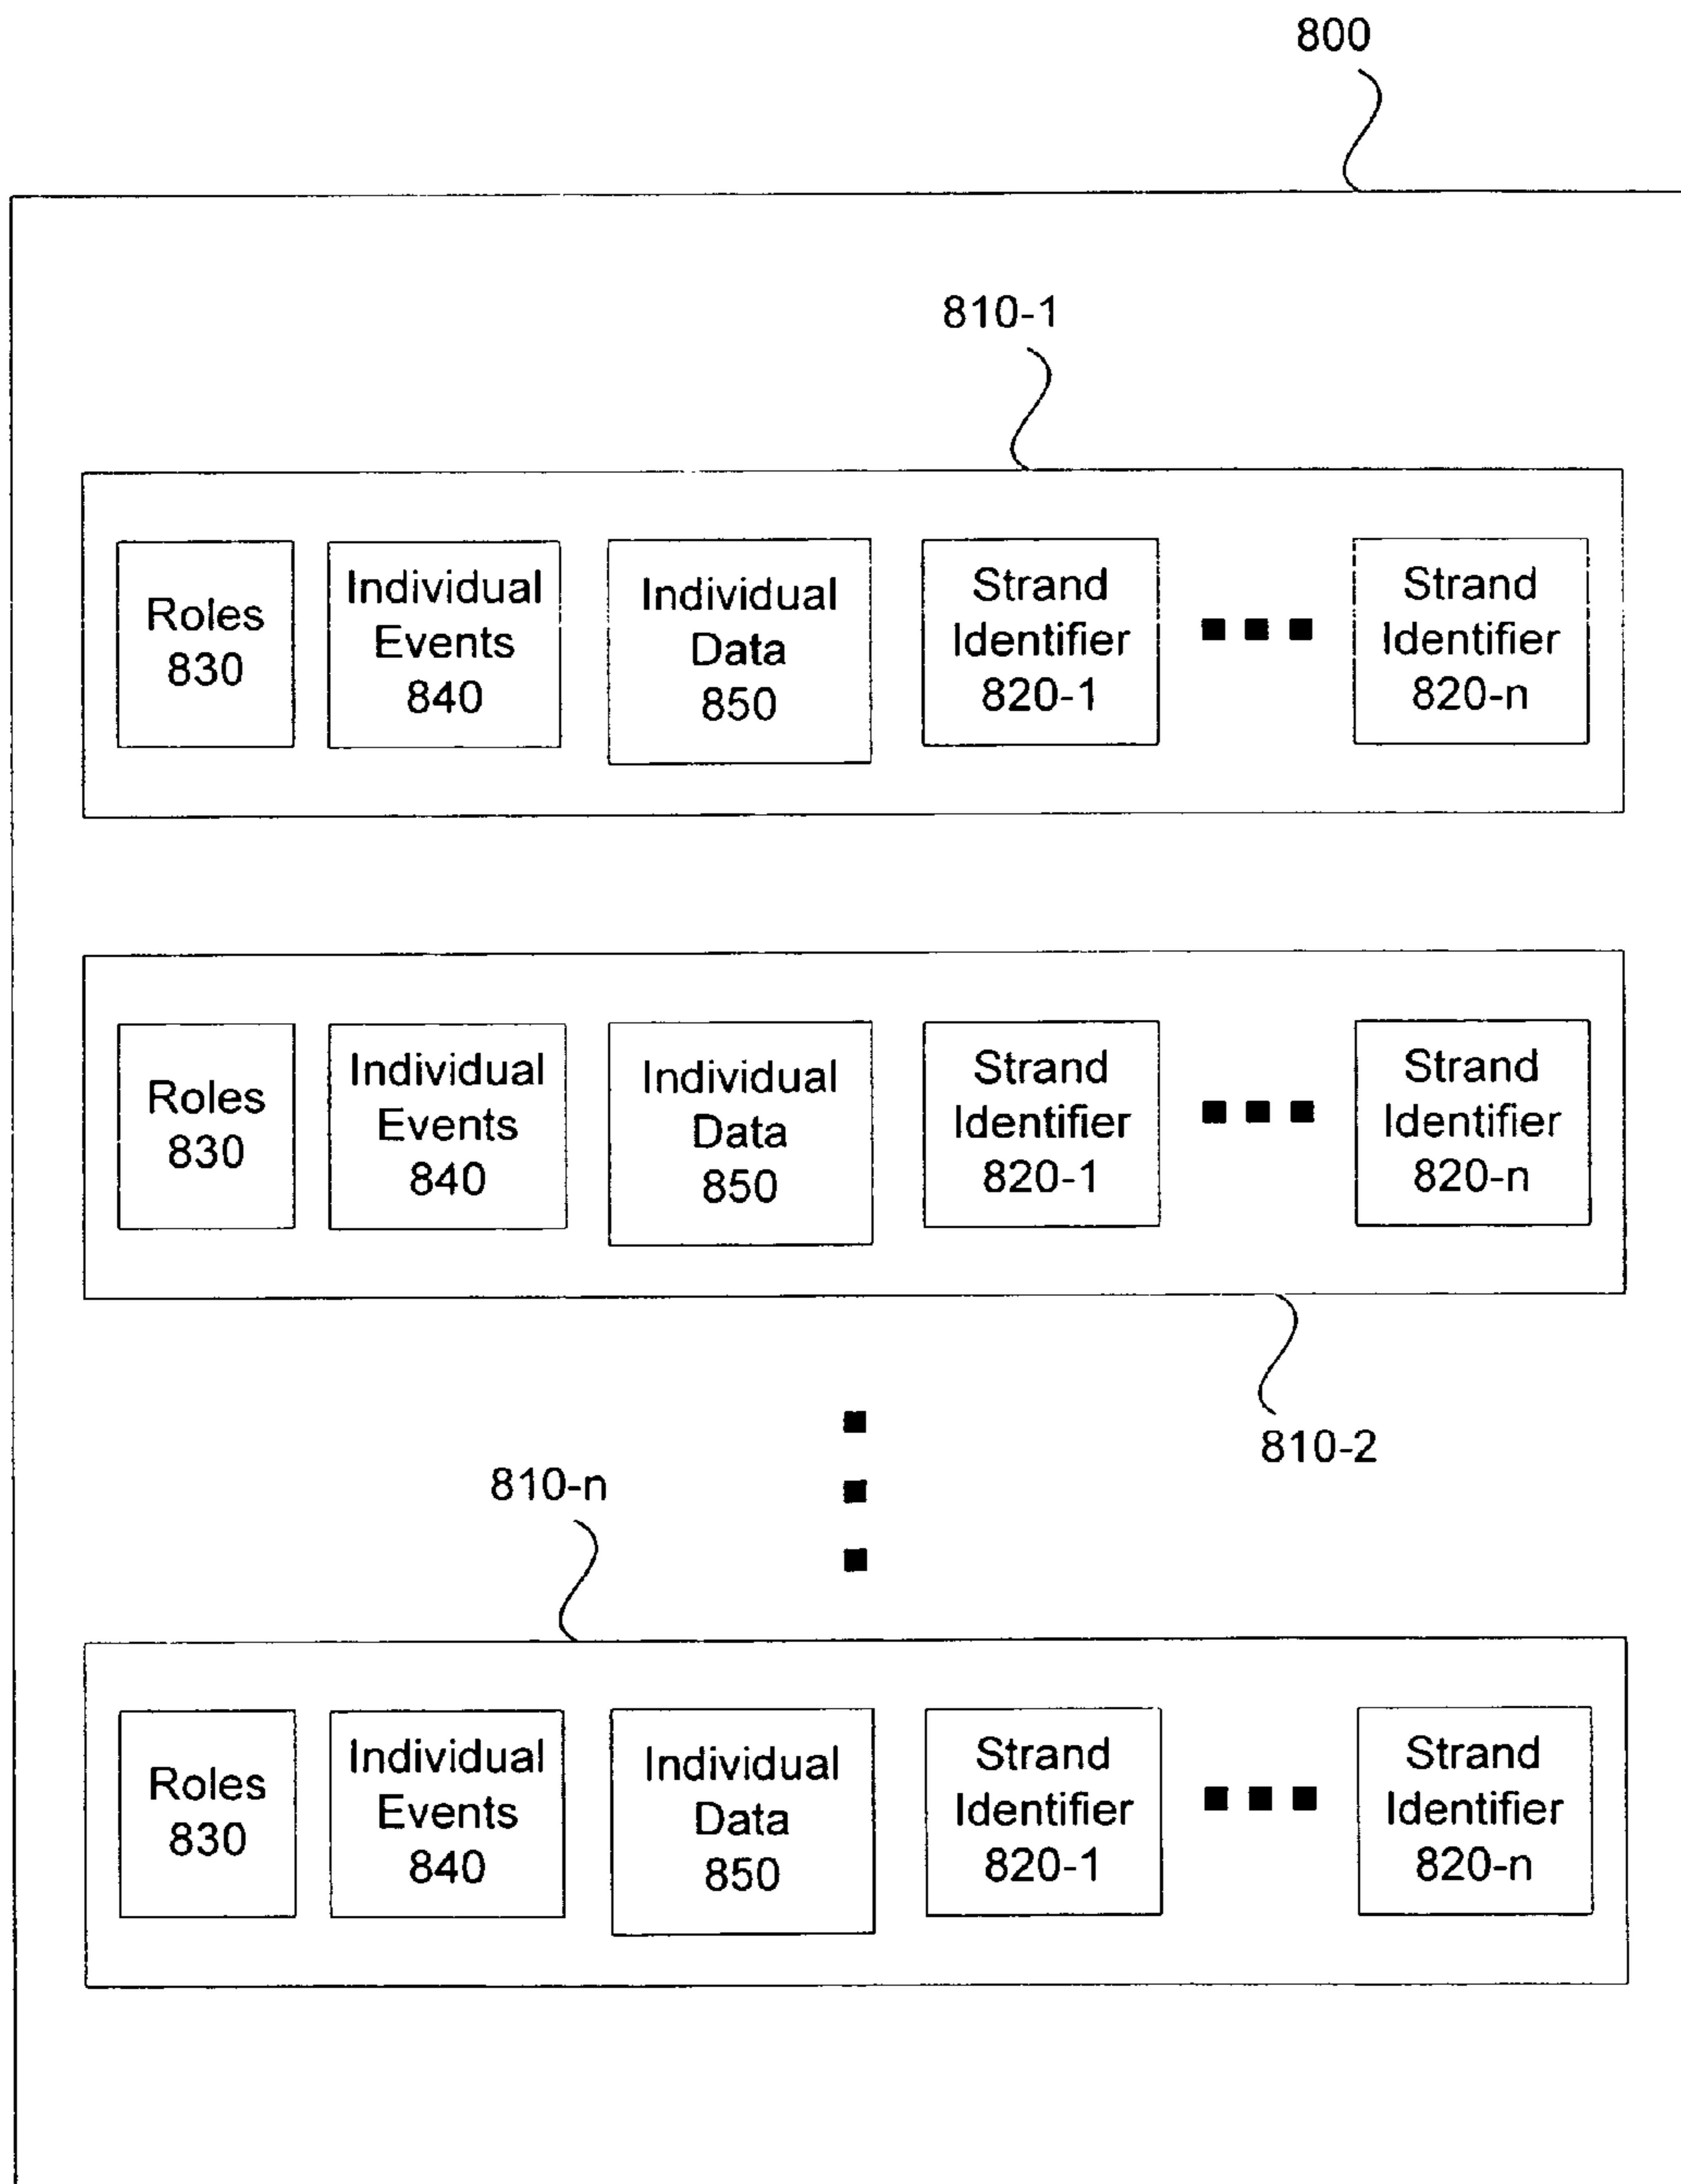 800
810-1
Roles
830
Individual
Events
840
Individual
Data
850
Strand
Identifier
820-1
Strand
Identifier
820-n
Roles
830
Individual
Events
840
Individual
Data
850
Strand
Identifier
820-1
Strand
Identifier
820-n
810-2
810-n
Roles
830
Individual
Events
840
Individual
Data
850
Strand
Identifier
820-1
Strand
Identifier
820-n